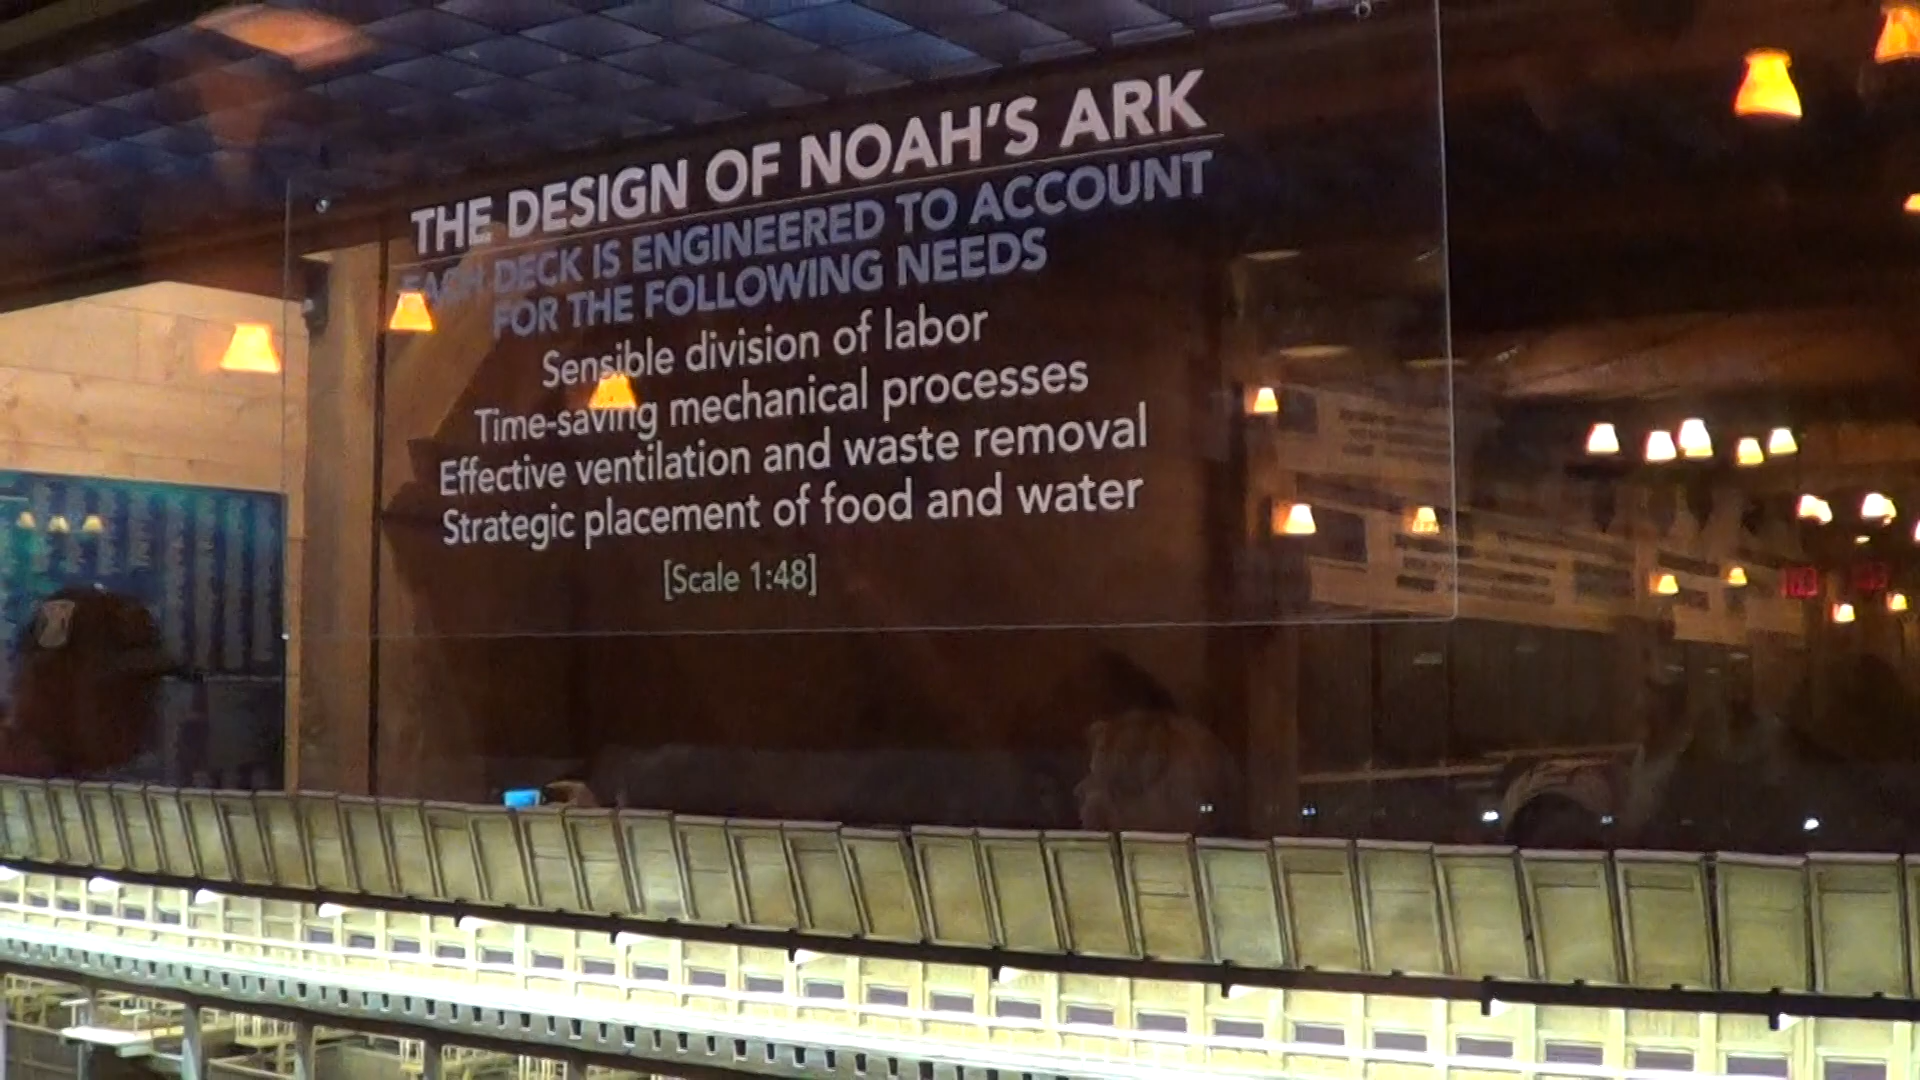 THE DESIGN OF NOAH'S ARK
EACH DECK IS ENGINEERED TO ACCOUNT
FOR THE FOLLOWING NEEDS
Sensible division of labor
Time-saving mechanical processes
Effective ventilation and waste removal
Strategic placement of food and water
[Scale 1:48]